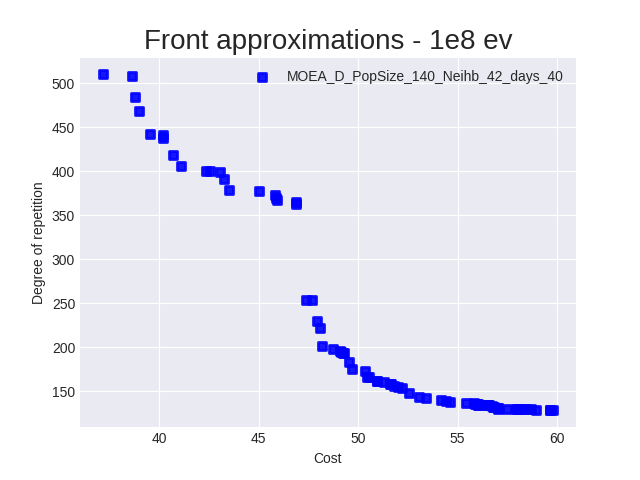 Front approximations - 1e8 ev
MOEA_D_PopSize_140_Neihb_42_days_40
500
450
400
350
300
250
200
150
Degree of repetition
40 45 50 55 60
Cost